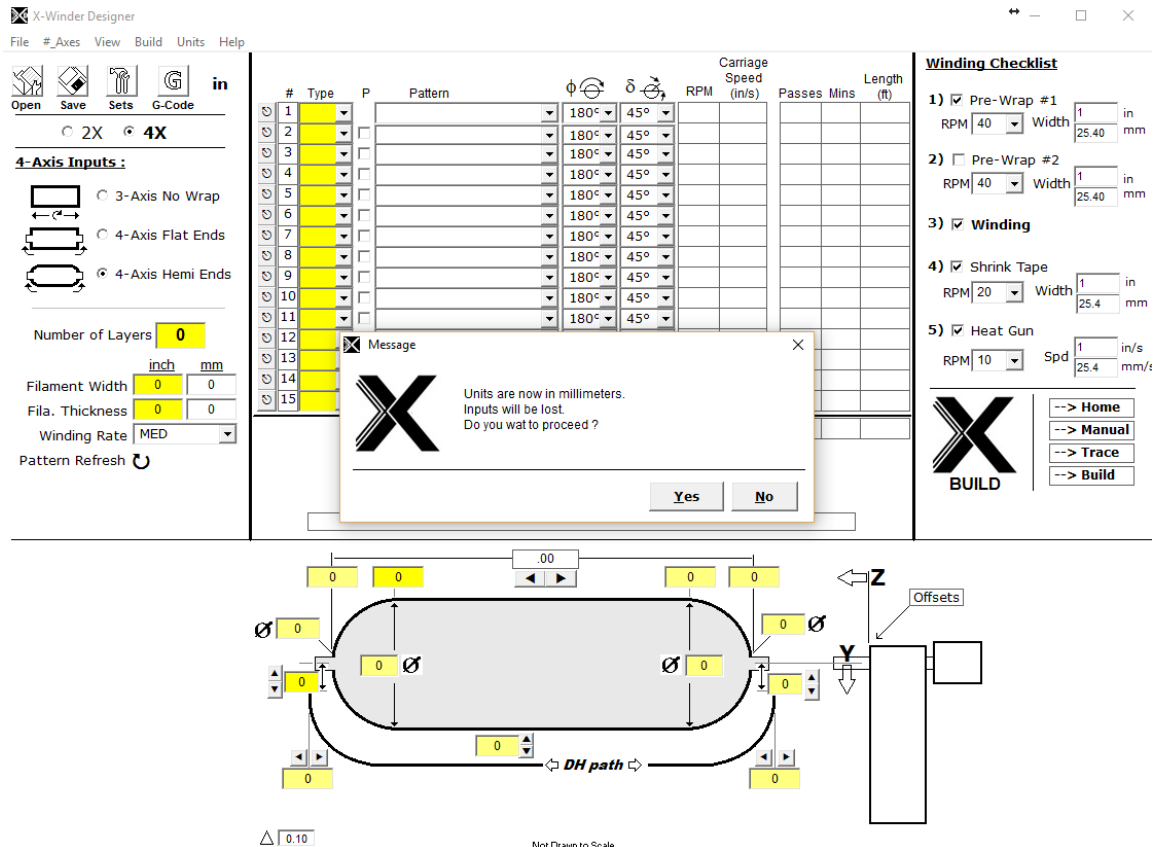 X-Winder Designer
File #_Axes View Build Units Help
Open Save Sets G-Code in
2X 4X
4-Axis Inputs :
3-Axis No Wrap
4-Axis Flat Ends
4-Axis Hemi Ends
Number of Layers 0
inch mm
Filament Width 0 0
Fila. Thickness 0 0
Winding Rate MED
Pattern Refresh
# Type P Pattern ϕ δ RPM Carriage Speed (in/s) Passes Mins Length (ft)
1 180° 45°
2 180° 45°
3 180° 45°
4 180° 45°
5 180° 45°
6 180° 45°
7 180° 45°
8 180° 45°
9 180° 45°
10 180° 45°
11 180° 45°
12
13
14
15
Message
Units are now in millimeters.
Inputs will be lost.
Do you wat to proceed ?
Yes No
Winding Checklist
1) Pre-Wrap #1
RPM 40 Width 1 in
25.40 mm
2) Pre-Wrap #2
RPM 40 Width 1 in
25.40 mm
3) Winding
4) Shrink Tape
RPM 20 Width 1 in
25.4 mm
5) Heat Gun
RPM 10 Spd 1 in/s
25.4 mm/s
BUILD
--> Home
--> Manual
--> Trace
--> Build
.00
0 0 0 0
Z
Offsets
Ø 0 0 Ø
0 Ø Ø 0
Y
0 0
0
DH path
0 0
△ 0.10
Not Drawn to Scale